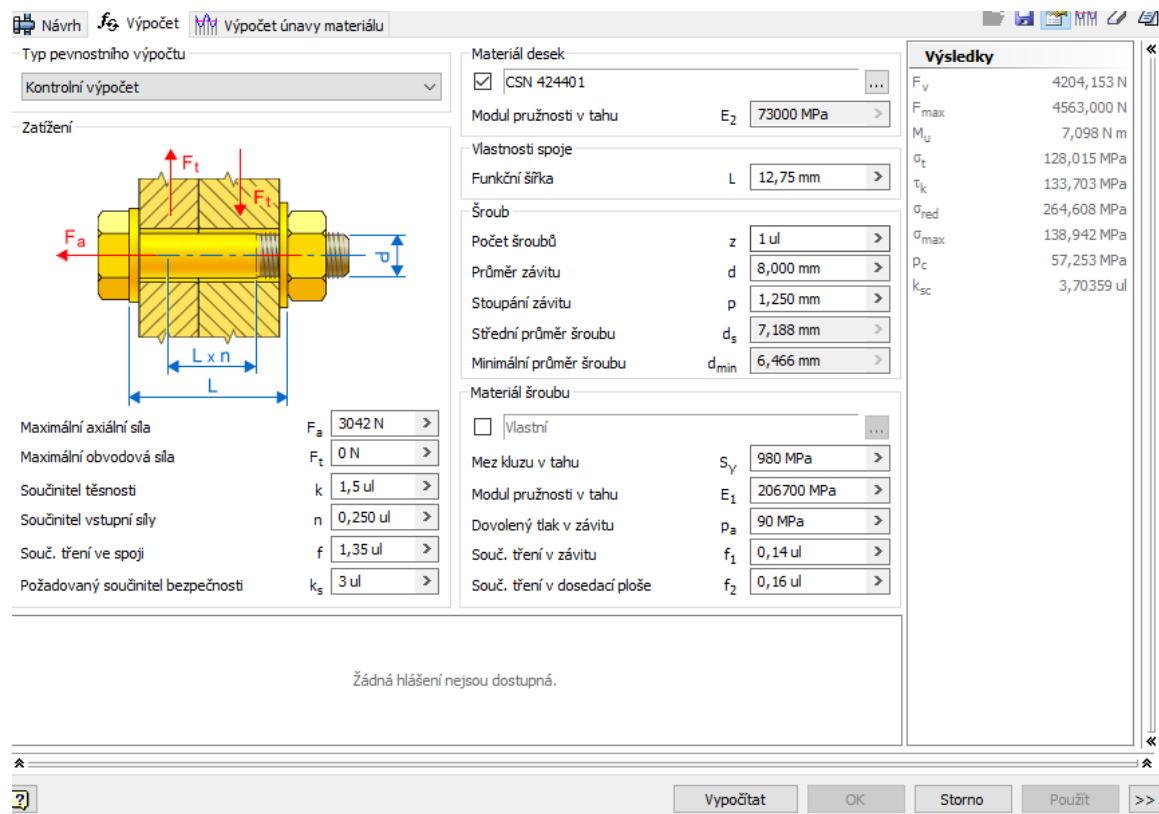 Návrh
fG Výpočet
Výpočet únavy materiálu
Typ pevnostního výpočtu
Kontrolní výpočet
Zatížení
Ft
Ft
Fa
d
L x n
L
Maximální axiální síla Fa 3042 N >
Maximální obvodová síla Ft 0 N >
Součinitel těsnosti k 1,5 ul >
Součinitel vstupní síly n 0,250 ul >
Souč. tření ve spoji f 1,35 ul >
Požadovaný součinitel bezpečnosti ks 3 ul >
Materiál desek
CSN 424401 ...
Modul pružnosti v tahu E2 73000 MPa >
Vlastnosti spoje
Funkční šířka L 12,75 mm >
Šroub
Počet šroubů z 1 ul >
Průměr závitu d 8,000 mm >
Stoupání závitu p 1,250 mm >
Střední průměr šroubu ds 7,188 mm >
Minimální průměr šroubu dmin 6,466 mm >
Materiál šroubu
Vlastní ...
Mez kluzu v tahu Sy 980 MPa >
Modul pružnosti v tahu E1 206700 MPa >
Dovolený tlak v závitu pa 90 MPa >
Souč. tření v závitu f1 0,14 ul >
Souč. tření v dosedací ploše f2 0,16 ul >
Výsledky
Fv 4204,153 N
Fmax 4563,000 N
Mu 7,098 N m
σt 128,015 MPa
τk 133,703 MPa
σred 264,608 MPa
σmax 138,942 MPa
pc 57,253 MPa
ksc 3,70359 ul
Žádná hlášení nejsou dostupná.
?
Vypočítat
OK
Storno
Použít
>>